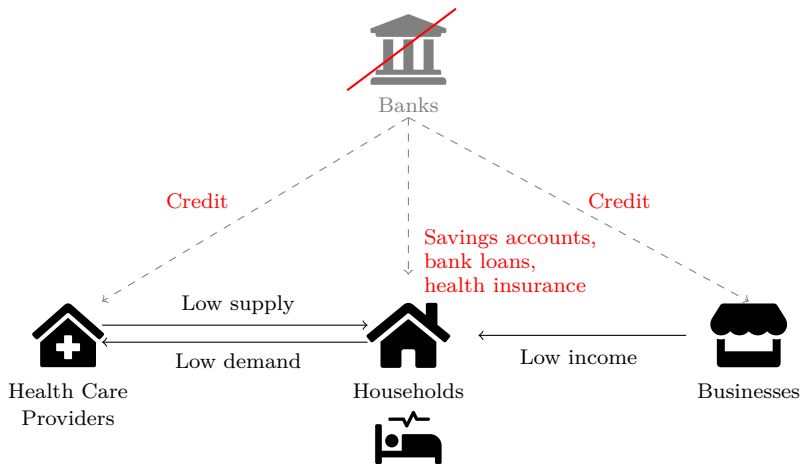 Banks
Credit
Credit
Savings accounts,
bank loans,
health insurance
Low supply
Low demand
Low income
Health Care
Providers
Households
Businesses